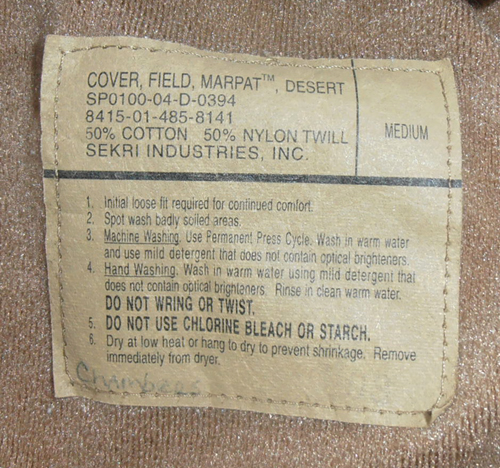 COVER, FIELD, MARPAT™, DESERT
SP0100-04-D-0394
8415-01-485-8141
50% COTTON 50% NYLON TWILL
SEKRI INDUSTRIES, INC.
MEDIUM
1. Initial loose fit required for continued comfort.
2. Spot wash badly soiled areas.
3. Machine Washing. Use Permanent Press Cycle. Wash in warm water
and use mild detergent that does not contain optical brighteners.
4. Hand Washing. Wash in warm water using mild detergent that
does not contain optical brighteners. Rinse in clean warm water.
DO NOT WRING OR TWIST.
5. DO NOT USE CHLORINE BLEACH OR STARCH.
6. Dry at low heat or hang to dry to prevent shrinkage. Remove
immediately from dryer.
Chambers